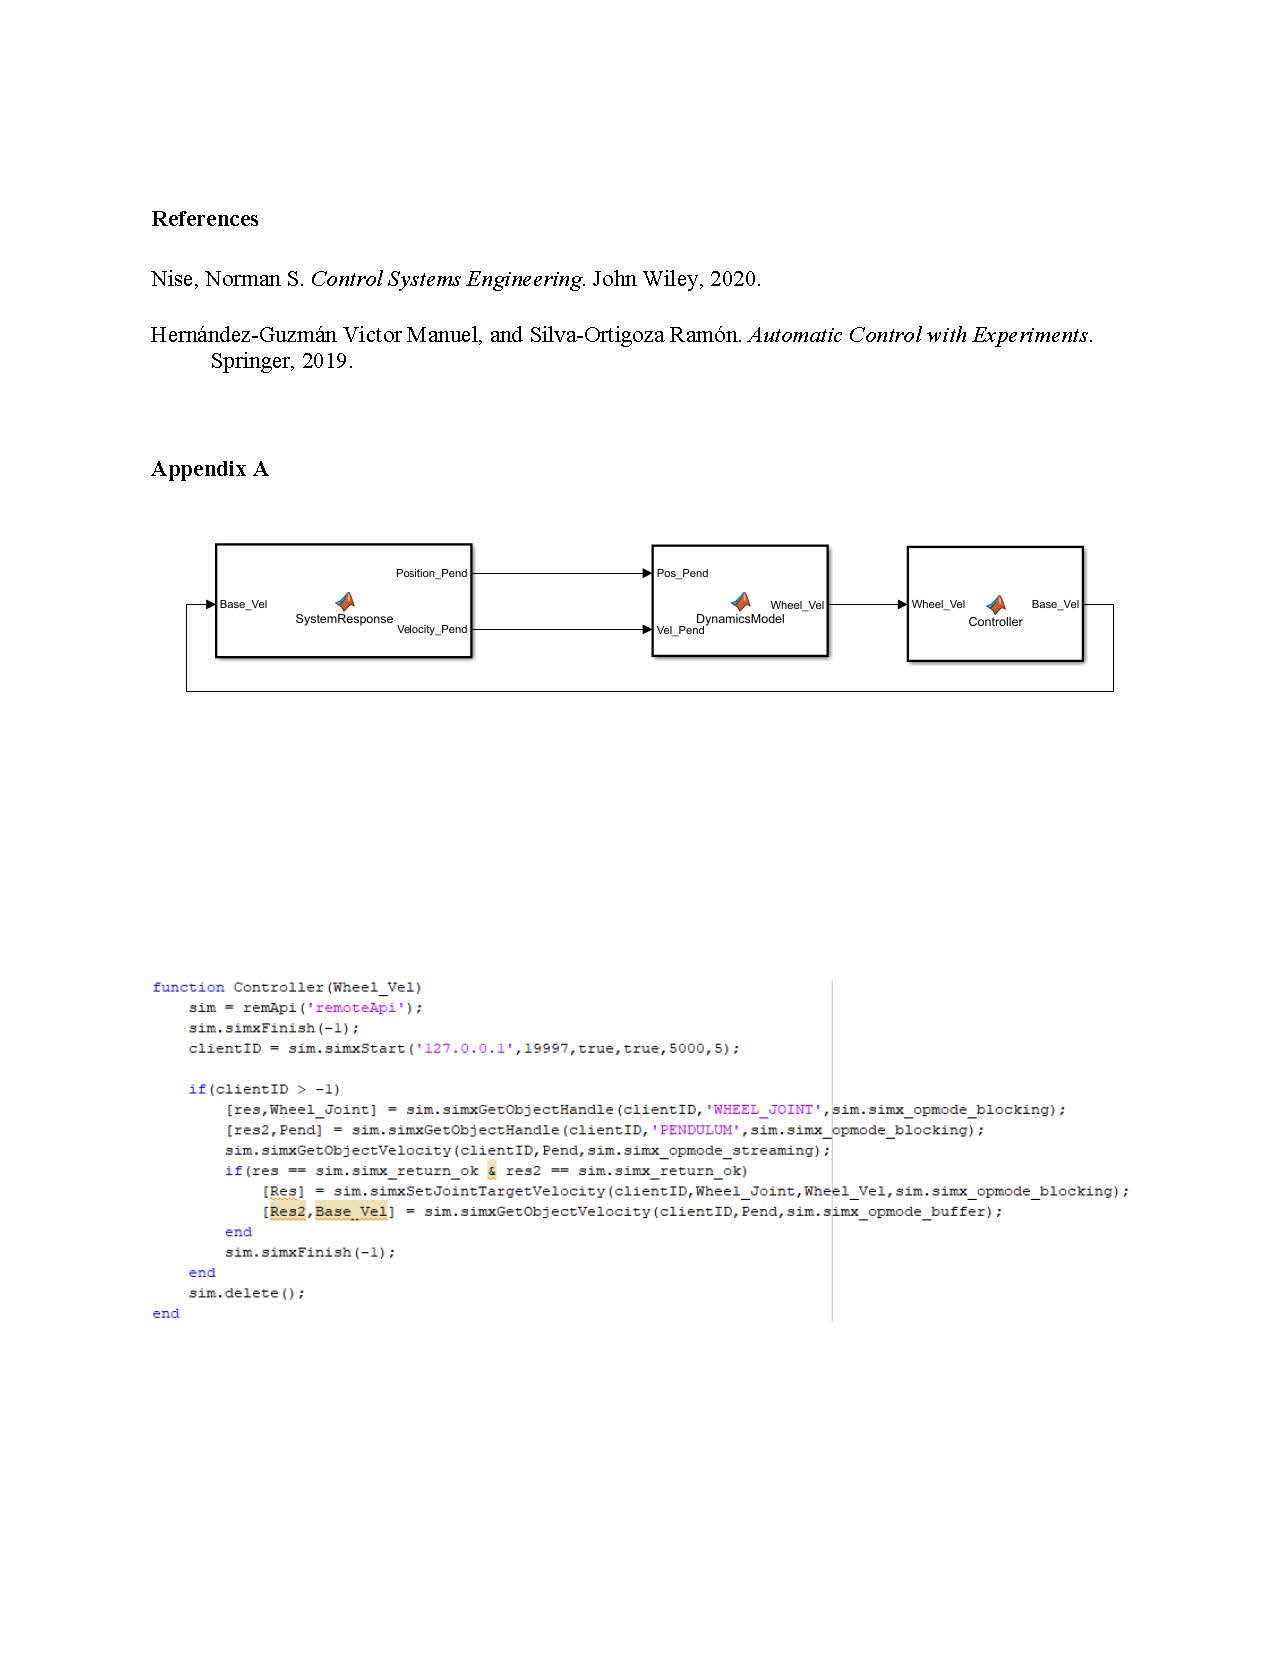 References
Nise, Norman S. Control Systems Engineering. John Wiley, 2020.
Hernández-Guzmán Victor Manuel, and Silva-Ortigoza Ramón. Automatic Control with Experiments.
Springer, 2019.
Appendix A
Base_Vel
SystemResponse
Position_Pend
Velocity_Pend
Pos_Pend
Vel_Pend
DynamicsModel
Wheel_Vel
Wheel_Vel
Controller
Base_Vel
function Controller(Wheel_Vel)
    sim = remApi('remoteApi');
    sim.simxFinish(-1);
    clientID = sim.simxStart('127.0.0.1',19997,true,true,5000,5);
    if(clientID > -1)
        [res,Wheel_Joint] = sim.simxGetObjectHandle(clientID,'WHEEL_JOINT',sim.simx_opmode_blocking);
        [res2,Pend] = sim.simxGetObjectHandle(clientID,'PENDULUM',sim.simx_opmode_blocking);
        sim.simxGetObjectVelocity(clientID,Pend,sim.simx_opmode_streaming);
        if(res == sim.simx_return_ok & res2 == sim.simx_return_ok)
            [Res] = sim.simxSetJointTargetVelocity(clientID,Wheel_Joint,Wheel_Vel,sim.simx_opmode_blocking);
            [Res2,Base_Vel] = sim.simxGetObjectVelocity(clientID,Pend,sim.simx_opmode_buffer);
        end
        sim.simxFinish(-1);
    end
    sim.delete();
end